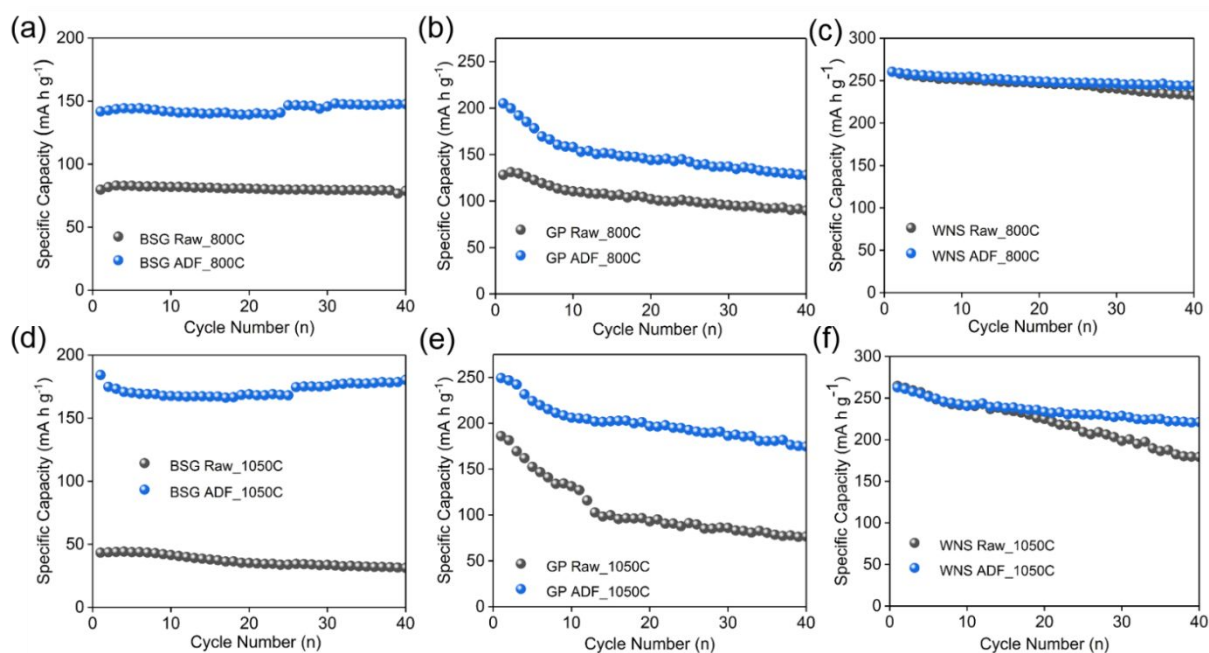 (a)
Specific Capacity (mA h g⁻¹)
200
150
100
50
0
BSG Raw_800C
BSG ADF_800C
0 10 20 30 40
Cycle Number (n)
(b)
Specific Capacity (mA h g⁻¹)
250
200
150
100
50
0
GP Raw_800C
GP ADF_800C
0 10 20 30 40
Cycle Number (n)
(c)
Specific Capacity (mA h g⁻¹)
300
250
200
150
100
50
0
WNS Raw_800C
WNS ADF_800C
0 10 20 30 40
Cycle Number (n)
(d)
Specific Capacity (mA h g⁻¹)
200
150
100
50
0
BSG Raw_1050C
BSG ADF_1050C
0 10 20 30 40
Cycle Number (n)
(e)
Specific Capacity (mA h g⁻¹)
250
200
150
100
50
0
GP Raw_1050C
GP ADF_1050C
0 10 20 30 40
Cycle Number (n)
(f)
Specific Capacity (mA h g⁻¹)
300
250
200
150
100
50
0
WNS Raw_1050C
WNS ADF_1050C
0 10 20 30 40
Cycle Number (n)